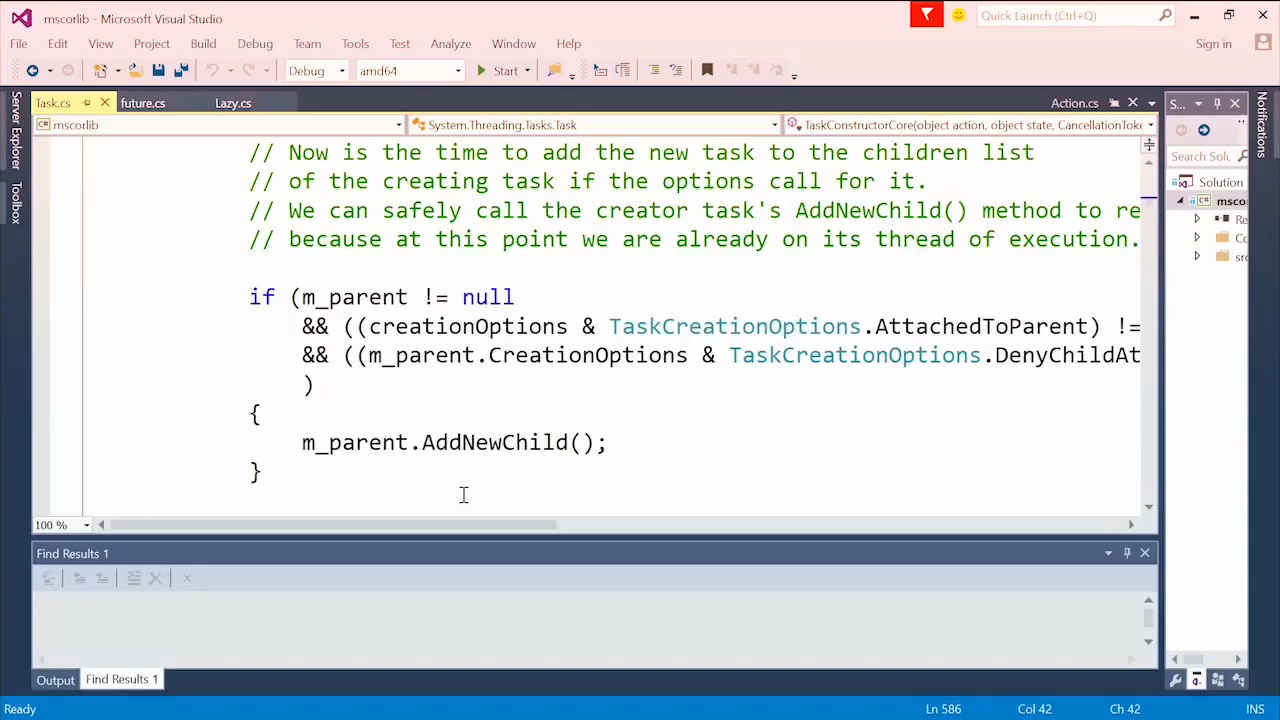 mscorlib - Microsoft Visual Studio
Quick Launch (Ctrl+Q)
File Edit View Project Build Debug Team Tools Test Analyze Window Help
Sign in
Debug amd64 Start
Task.cs future.cs Lazy.cs Action.cs
S...
mscorlib System.Threading.Tasks.Task TaskConstructorCore(object action, object state, CancellationToke
Server Explorer
Toolbox
Notifications
// Now is the time to add the new task to the children list
// of the creating task if the options call for it.
// We can safely call the creator task's AddNewChild() method to re
// because at this point we are already on its thread of execution.
if (m_parent != null
&& ((creationOptions & TaskCreationOptions.AttachedToParent) !=
&& ((m_parent.CreationOptions & TaskCreationOptions.DenyChildAt
)
{
m_parent.AddNewChild();
}
100 %
Search Solu
Solution
msco
Re
Co
src
Find Results 1
Output Find Results 1
Ready Ln 586 Col 42 Ch 42 INS